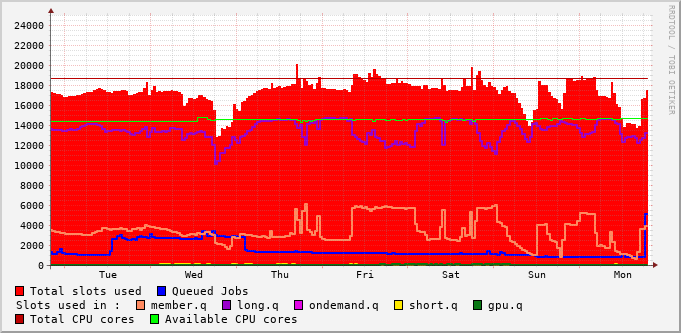 RRDTOOL / TOBI OETIKER
24000
22000
20000
18000
16000
14000
12000
10000
8000
6000
4000
2000
0
Tue Wed Thu Fri Sat Sun Mon
Total slots used Queued Jobs
Slots used in : member.q long.q ondemand.q short.q gpu.q
Total CPU cores Available CPU cores